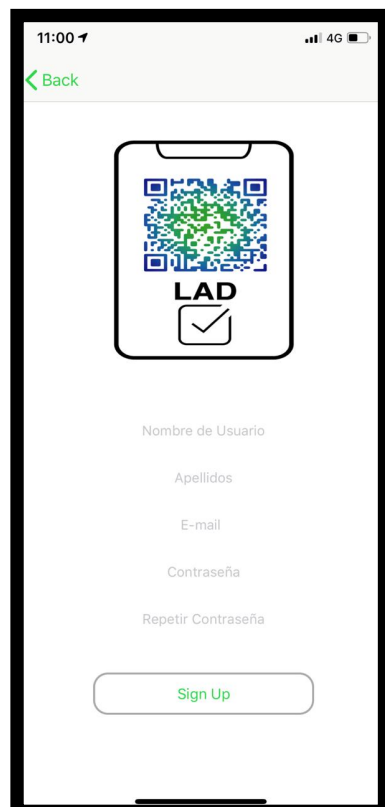 11:00
4G
Back
LAD
Nombre de Usuario
Apellidos
E-mail
Contraseña
Repetir Contraseña
Sign Up